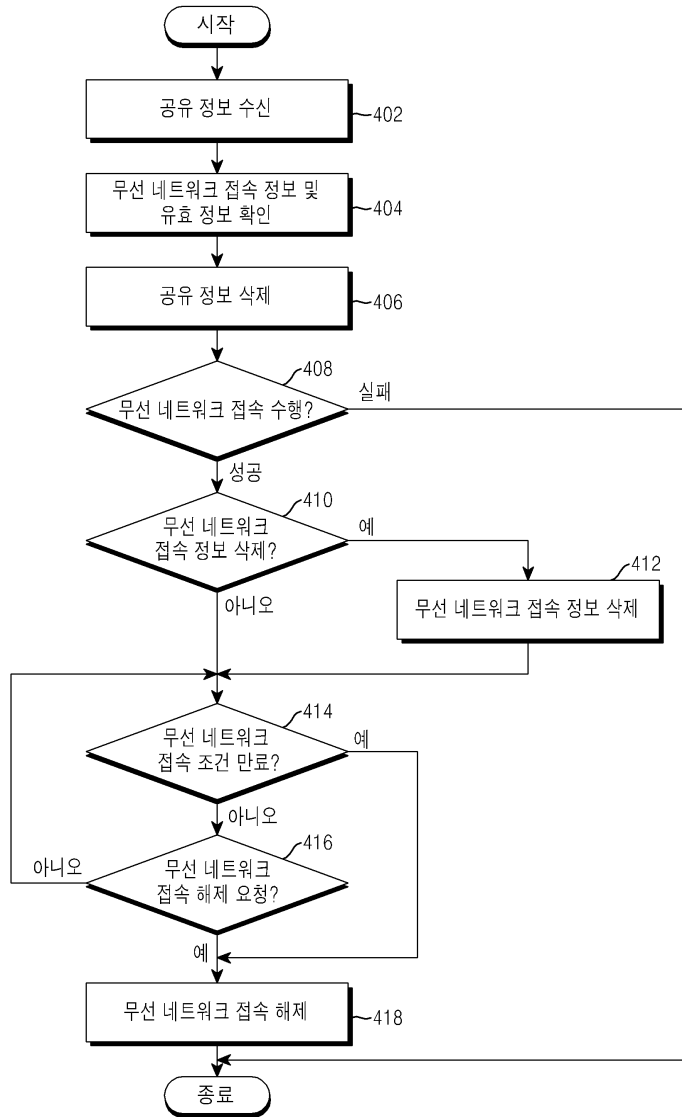 시작
공유 정보 수신
402
무선 네트워크 접속 정보 및
유효 정보 확인
404
공유 정보 삭제
406
408
무선 네트워크 접속 수행?
실패
성공
410
무선 네트워크
접속 정보 삭제?
예
412
무선 네트워크 접속 정보 삭제
아니오
414
무선 네트워크
접속 조건 만료?
예
아니오
416
무선 네트워크
접속 해제 요청?
아니오
예
무선 네트워크 접속 해제
418
종료